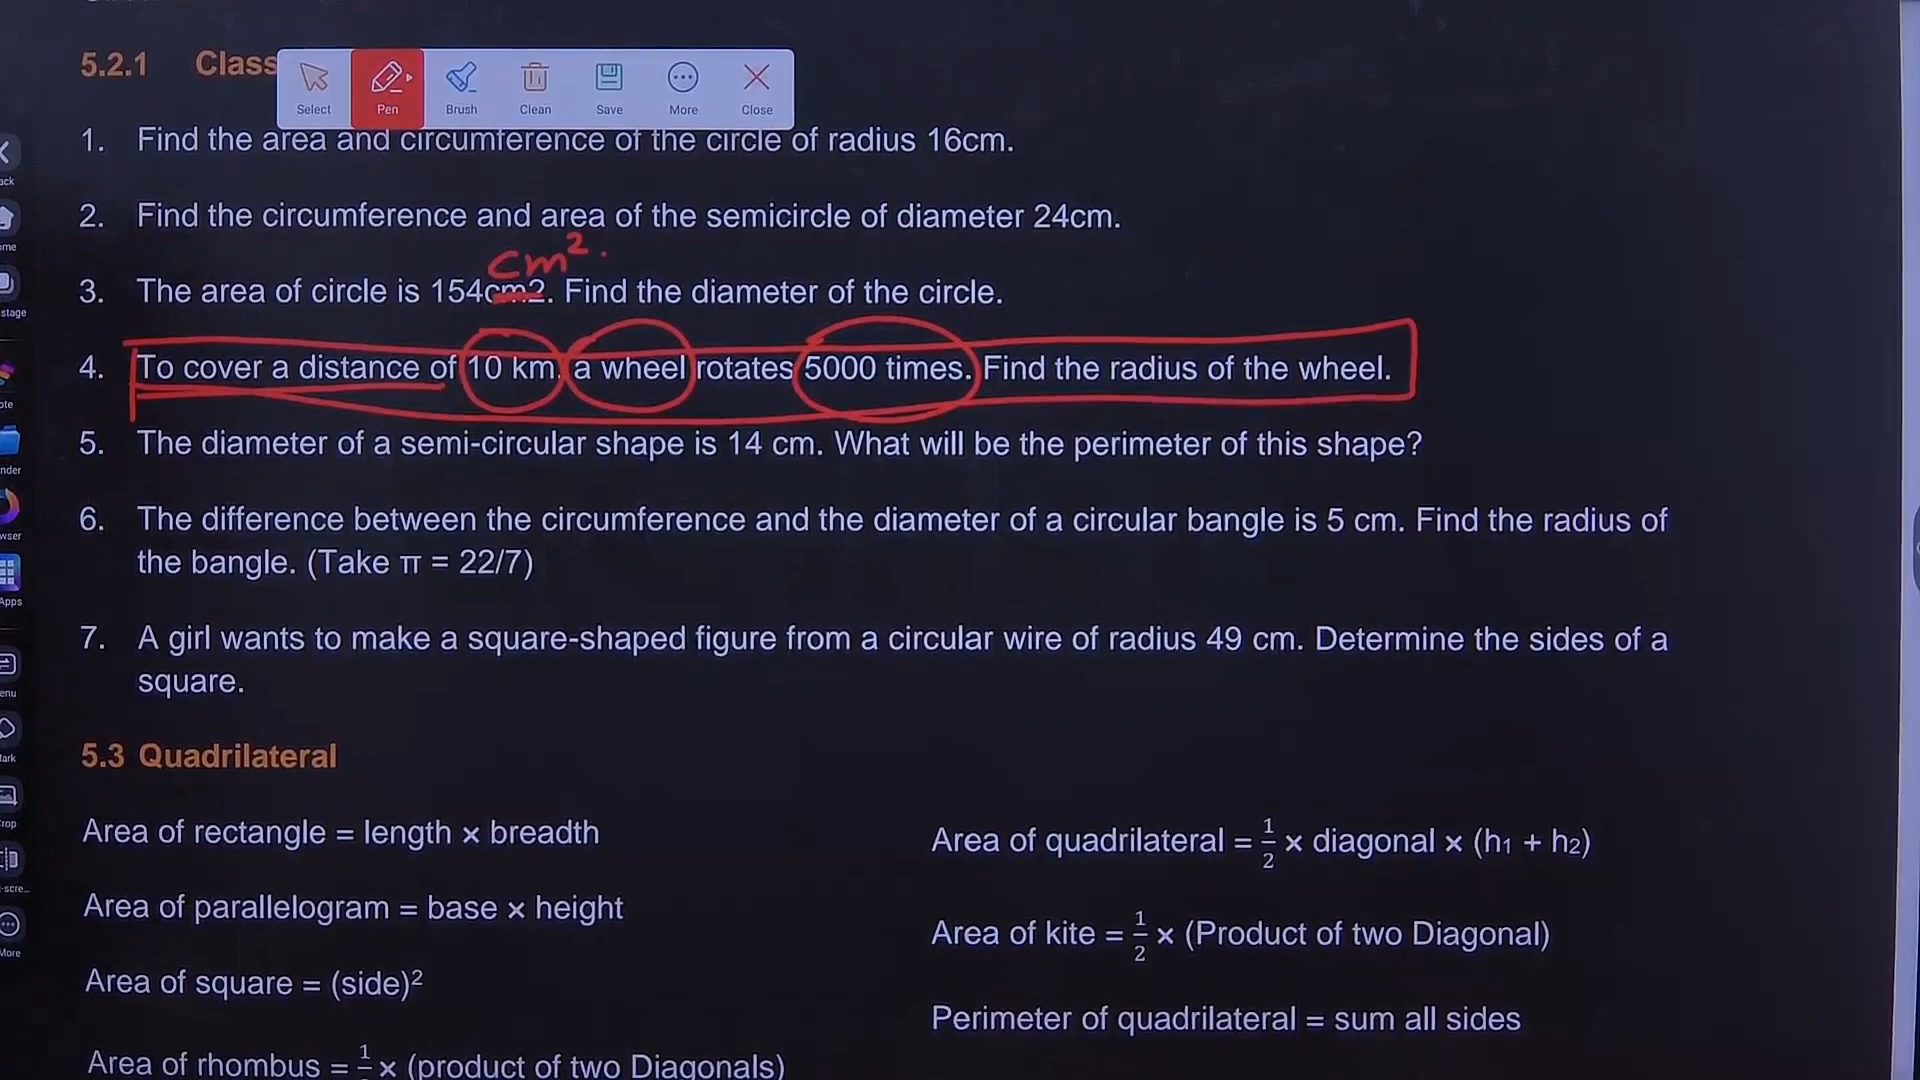 5.2.1 Class
Select Pen Brush Clean Save More Close
1. Find the area and circumference of the circle of radius 16cm.
2. Find the circumference and area of the semicircle of diameter 24cm.
cm².
3. The area of circle is 154cm2. Find the diameter of the circle.
4. To cover a distance of 10 km. a wheel rotates 5000 times. Find the radius of the wheel.
5. The diameter of a semi-circular shape is 14 cm. What will be the perimeter of this shape?
6. The difference between the circumference and the diameter of a circular bangle is 5 cm. Find the radius of
the bangle. (Take π = 22/7)
7. A girl wants to make a square-shaped figure from a circular wire of radius 49 cm. Determine the sides of a
square.
5.3 Quadrilateral
Area of rectangle = length × breadth
Area of quadrilateral = 1/2 × diagonal × (h₁ + h₂)
Area of parallelogram = base × height
Area of kite = 1/2 × (Product of two Diagonal)
Area of square = (side)²
Perimeter of quadrilateral = sum all sides
Area of rhombus = 1/ × (product of two Diagonals)
Apps
More